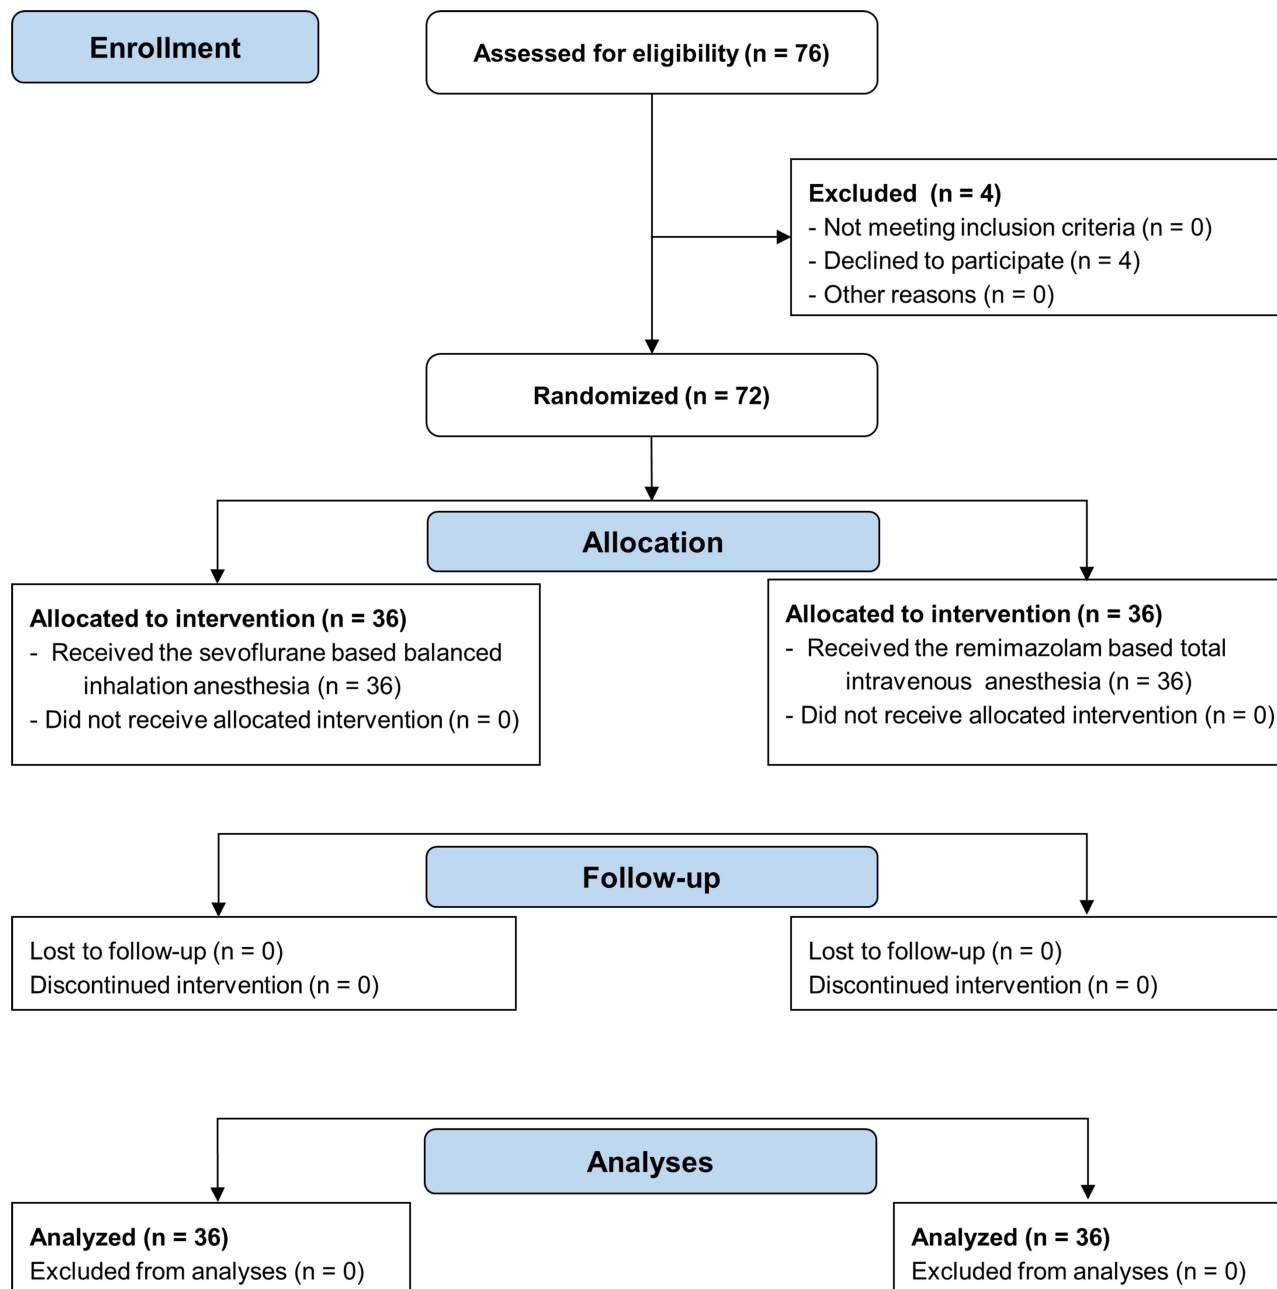 Enrollment
Assessed for eligibility (n = 76)
Excluded (n = 4)
- Not meeting inclusion criteria (n = 0)
- Declined to participate (n = 4)
- Other reasons (n = 0)
Randomized (n = 72)
Allocation
Allocated to intervention (n = 36)
- Received the sevoflurane based balanced
inhalation anesthesia (n = 36)
- Did not receive allocated intervention (n = 0)
Allocated to intervention (n = 36)
- Received the remimazolam based total
intravenous anesthesia (n = 36)
- Did not receive allocated intervention (n = 0)
Follow-up
Lost to follow-up (n = 0)
Discontinued intervention (n = 0)
Lost to follow-up (n = 0)
Discontinued intervention (n = 0)
Analyses
Analyzed (n = 36)
Excluded from analyses (n = 0)
Analyzed (n = 36)
Excluded from analyses (n = 0)